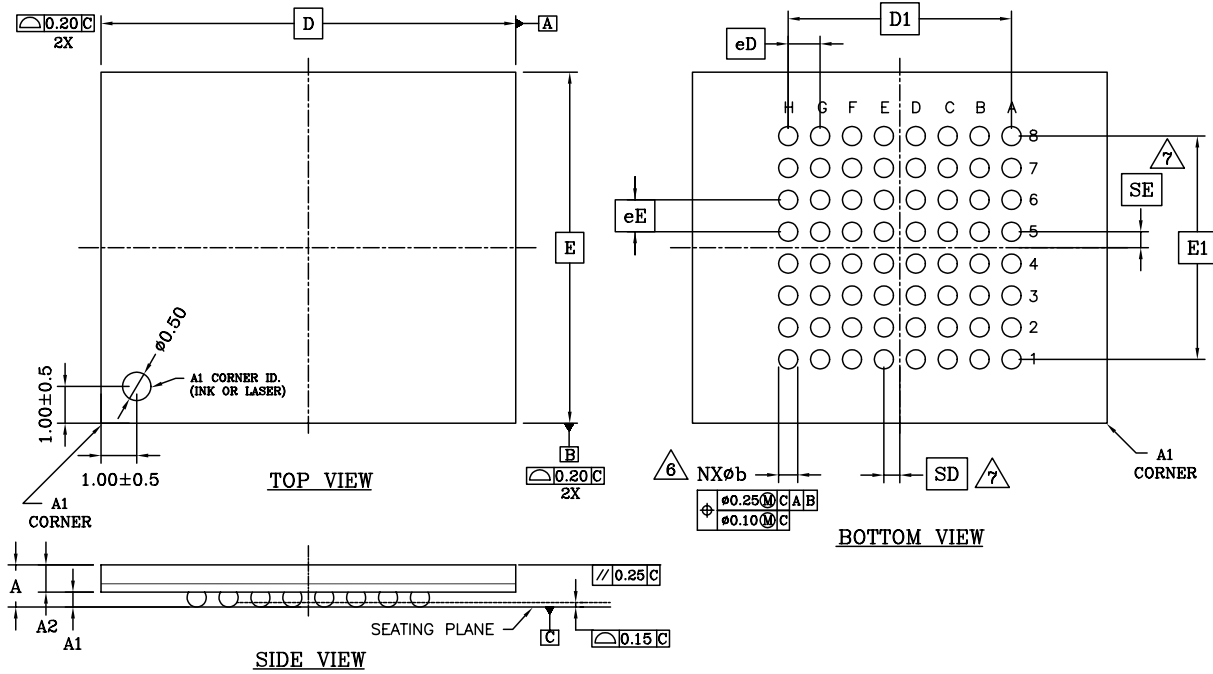 ⌓ 0.20 C
2X
D
A
E
ø0.50
A1 CORNER ID.
(INK OR LASER)
1.00±0.5
1.00±0.5
A1
CORNER
TOP VIEW
B
⌓ 0.20 C
2X
D1
eD
H G F E D C B A
8
7
6
5
4
3
2
1
7
SE
eE
E1
6 NXøb
⌖ ø0.25Ⓜ C A B
ø0.10Ⓜ C
SD 7
A1
CORNER
BOTTOM VIEW
A
A2
A1
// 0.25 C
SEATING PLANE
C
⌓ 0.15 C
SIDE VIEW